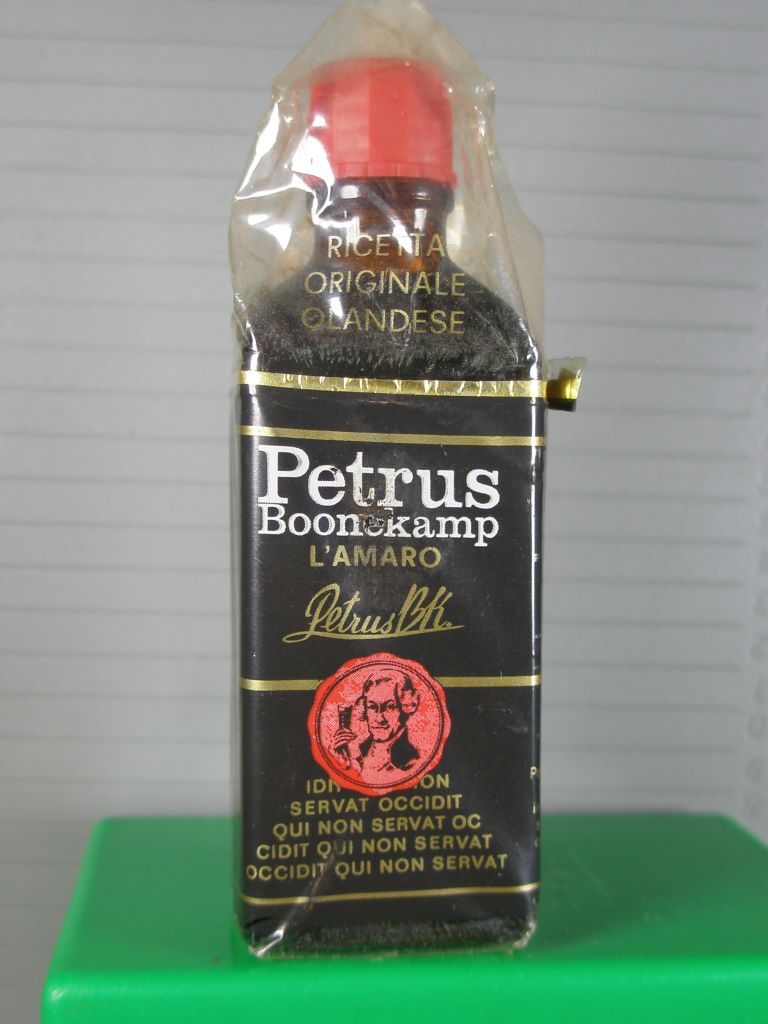 RICETTA
ORIGINALE
OLANDESE
Petrus
Boonekamp
L'AMARO
Petrus BK.
SERVAT OCCIDIT
QUI NON SERVAT OC
CIDIT QUI NON SERVAT
OCCIDIT QUI NON SERVAT